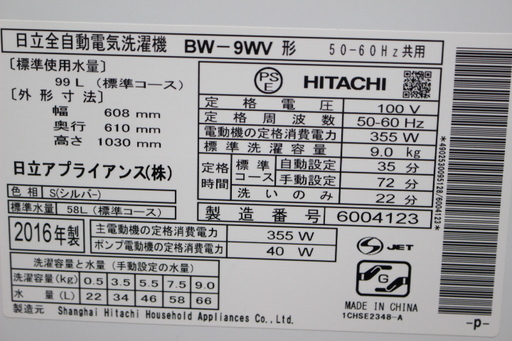 日立全自動電気洗濯機 BW-9WV 形 50-60Hz共用
[標準使用水量]
99 L (標準コース)
[外形寸法]
幅 608 mm
奥行 610 mm
高さ 1030 mm
日立アプライアンス(株)
色相 S(シルバー)
標準水量 58L (標準コース)
PS
E
HITACHI
定格電圧 100 V
定格周波数 50-60 Hz
電動機の定格消費電力 355 W
標準洗濯容量 9.0 kg
定格時間 標準コース 自動設定 35 分
手動設定 72 分
洗いのみ 22 分
製造番号 6004123
2016年製
主電動機の定格消費電力 355 W
ポンプ電動機の定格消費電力 40 W
洗濯容量と水量 (手動設定の水量)
洗濯容量(kg) 0.5 3.5 5.5 7.5 9.0
水量 (L) 22 34 46 58 66
製造元 Shanghai Hitachi Household Appliances Co.,Ltd.
S JET
MADE IN CHINA
1CHSE2348-A
*4902530065128/6004123*
-p-